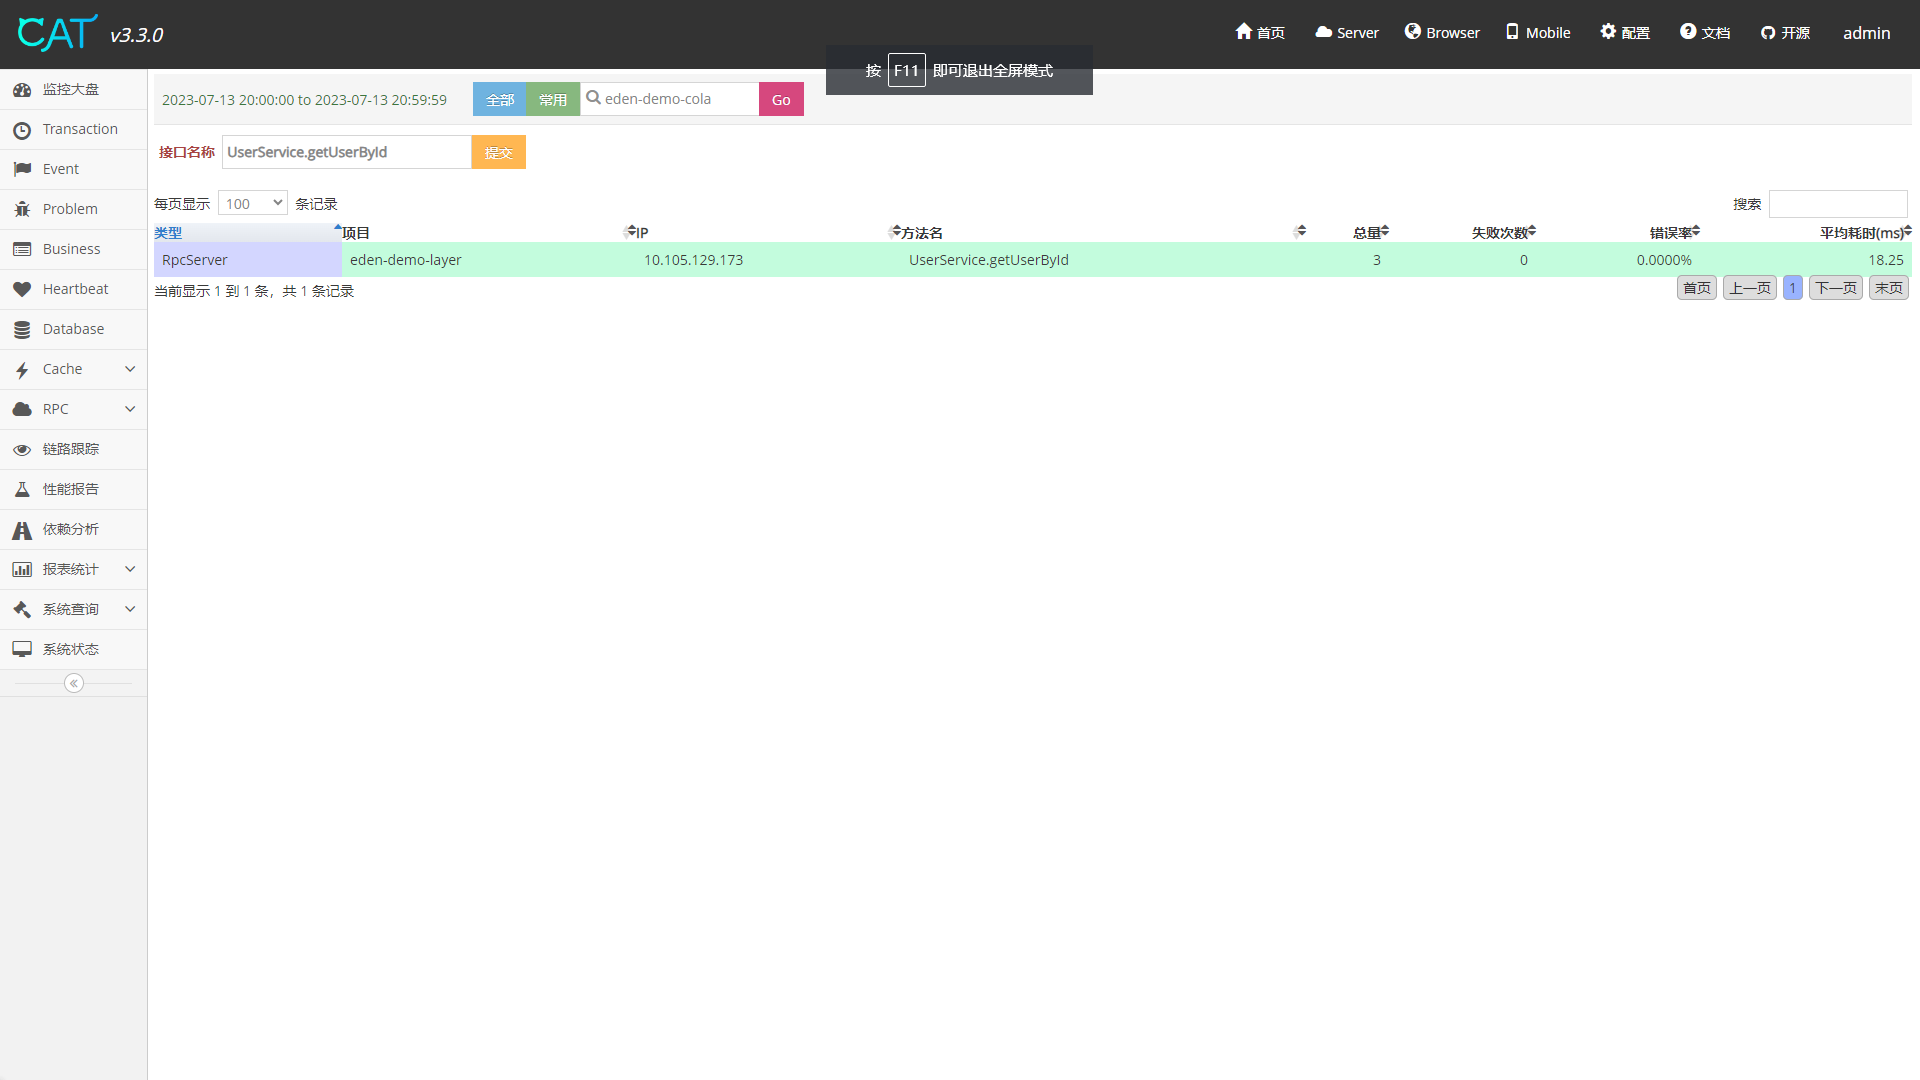 CAT v3.3.0
首页 Server Browser Mobile 配置 文档 开源 admin
按 F11 即可退出全屏模式
监控大盘
Transaction
Event
Problem
Business
Heartbeat
Database
Cache
RPC
链路跟踪
性能报告
依赖分析
报表统计
系统查询
系统状态
2023-07-13 20:00:00 to 2023-07-13 20:59:59 全部 常用 eden-demo-cola Go
接口名称 UserService.getUserById 提交
每页显示 100 条记录 搜索
类型 项目 IP 方法名 总量 失败次数 错误率 平均耗时(ms)
RpcServer eden-demo-layer 10.105.129.173 UserService.getUserById 3 0 0.0000% 18.25
当前显示 1 到 1 条，共 1 条记录 首页 上一页 1 下一页 末页